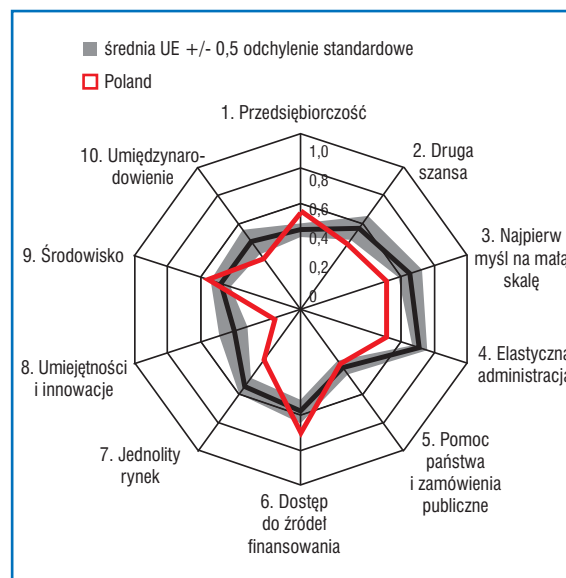 średnia UE +/- 0,5 odchylenie standardowe
Poland
1. Przedsiębiorczość
2. Druga
szansa
3. Najpierw
myśl na małą
skalę
4. Elastyczna
administracja
5. Pomoc
państwa
i zamówienia
publiczne
6. Dostęp
do źródeł
finansowania
7. Jednolity
rynek
8. Umiejętności
i innowacje
9. Środowisko
10. Umiędzynaro-
dowienie
1,0
0,8
0,6
0,4
0,2
0